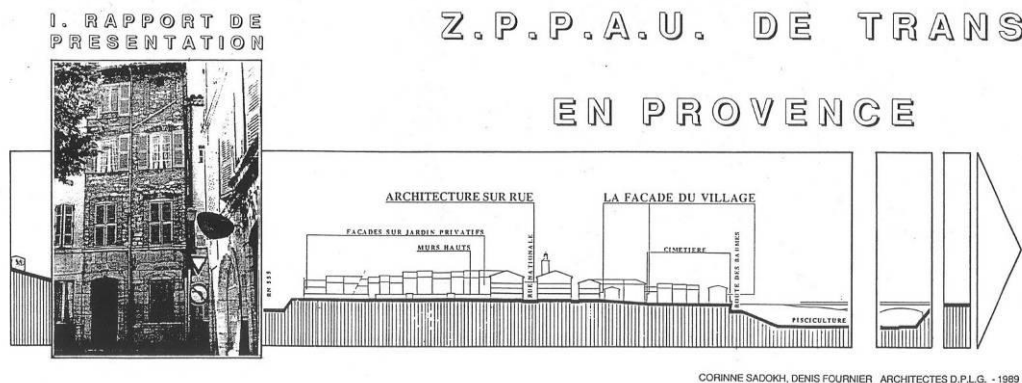 I. RAPPORT DE
PRESENTATION
Z.P.P.A.U. DE TRANS
EN PROVENCE
ARCHITECTURE SUR RUE
LA FACADE DU VILLAGE
FACADES SUR JARDIN PRIVATIFS
MURS HAUTS
CIMETIERE
RN 555
RUE NATIONALE
ROUTE DES
PISCICULTURE
CORINNE SADOKH, DENIS FOURNIER ARCHITECTES D.P.L.G. - 1989